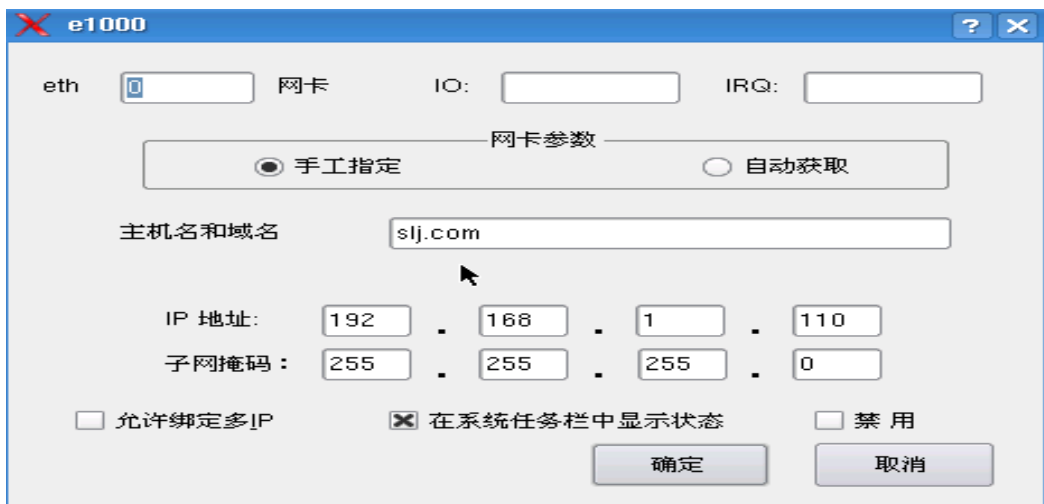 e1000
eth 0 网卡 IO: IRQ:
网卡参数
手工指定 自动获取
主机名和域名 slj.com
IP 地址: 192 . 168 . 1 . 110
子网掩码： 255 . 255 . 255 . 0
允许绑定多IP 在系统任务栏中显示状态 禁 用
确定 取消